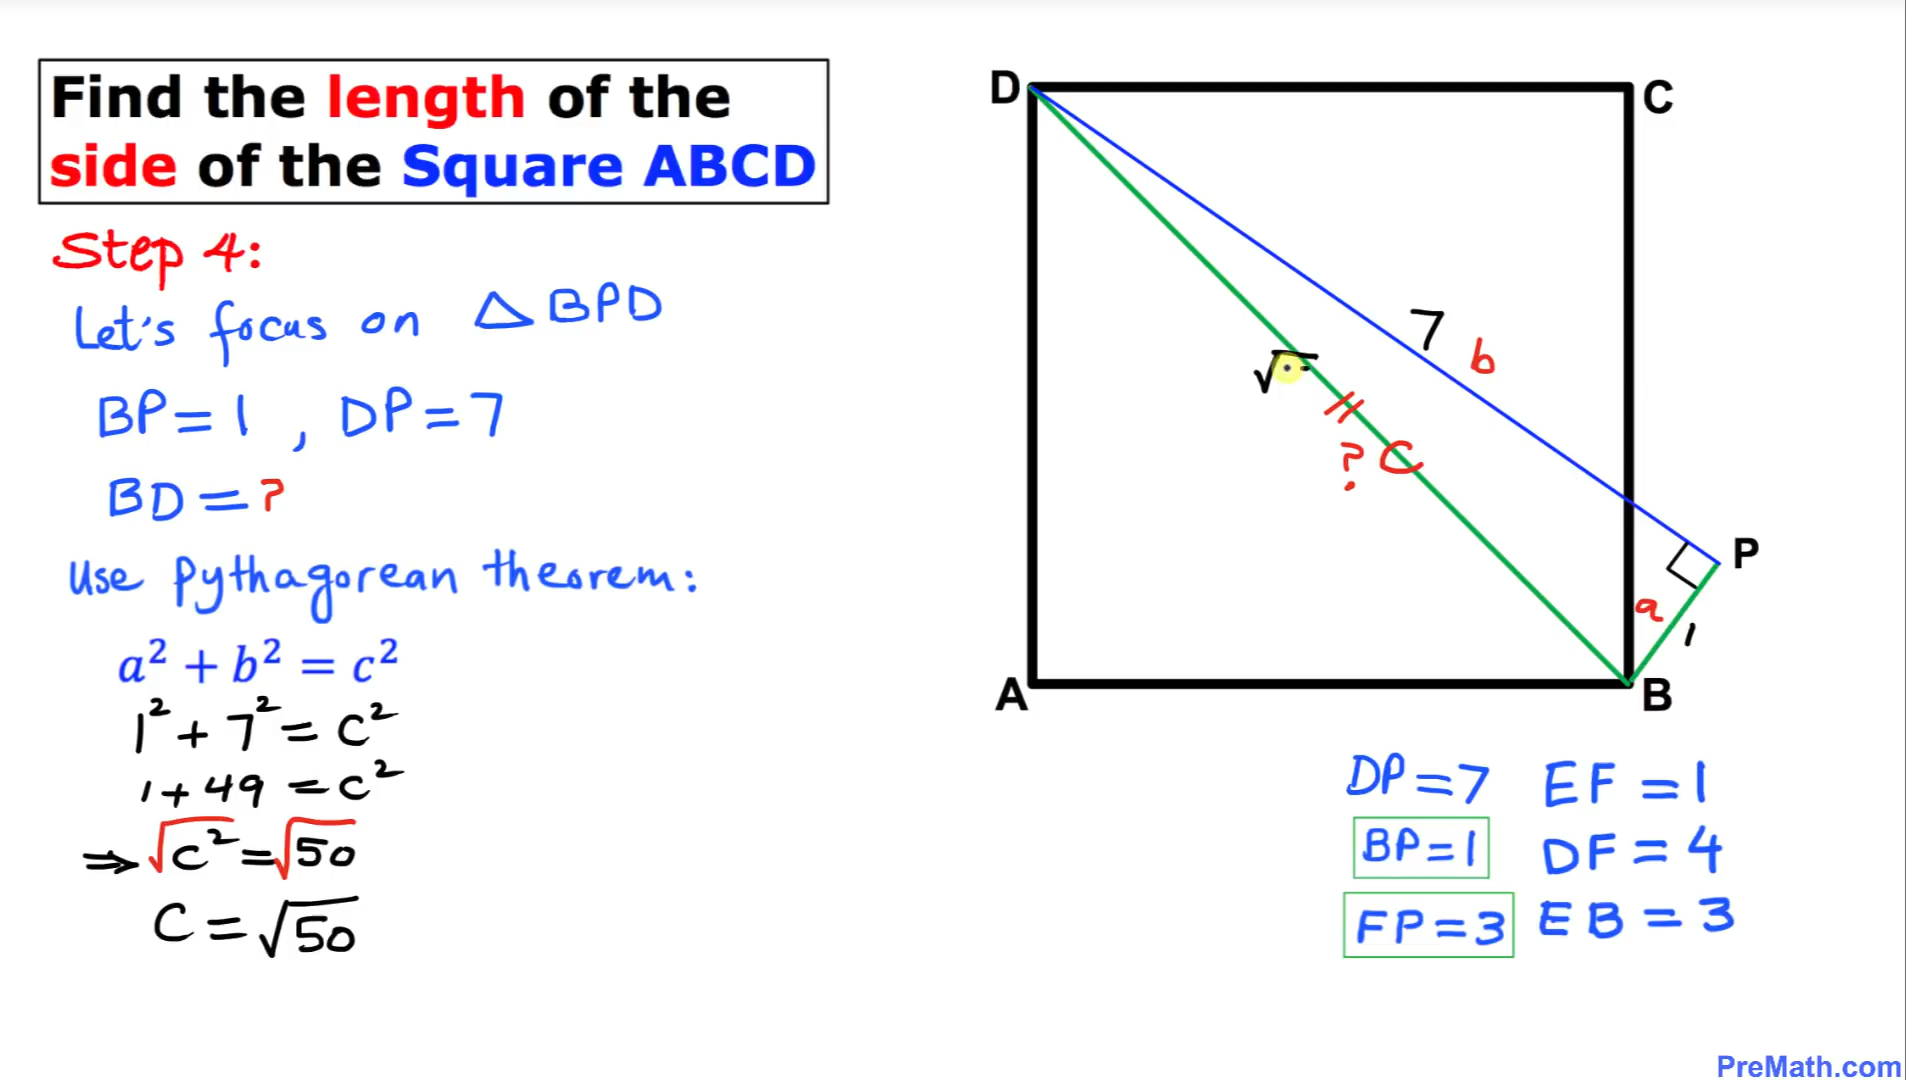 Find the length of the
side of the Square ABCD
Step 4:
Let's focus on △ BPD
BP = 1 , DP = 7
BD = ?
Use Pythagorean theorem:
a² + b² = c²
1² + 7² = c²
1 + 49 = c²
⇒ √c² = √50
C = √50
D
C
7
b
√
? C
P
a
1
A
B
DP = 7 EF = 1
BP = 1 DF = 4
FP = 3 EB = 3
PreMath.com